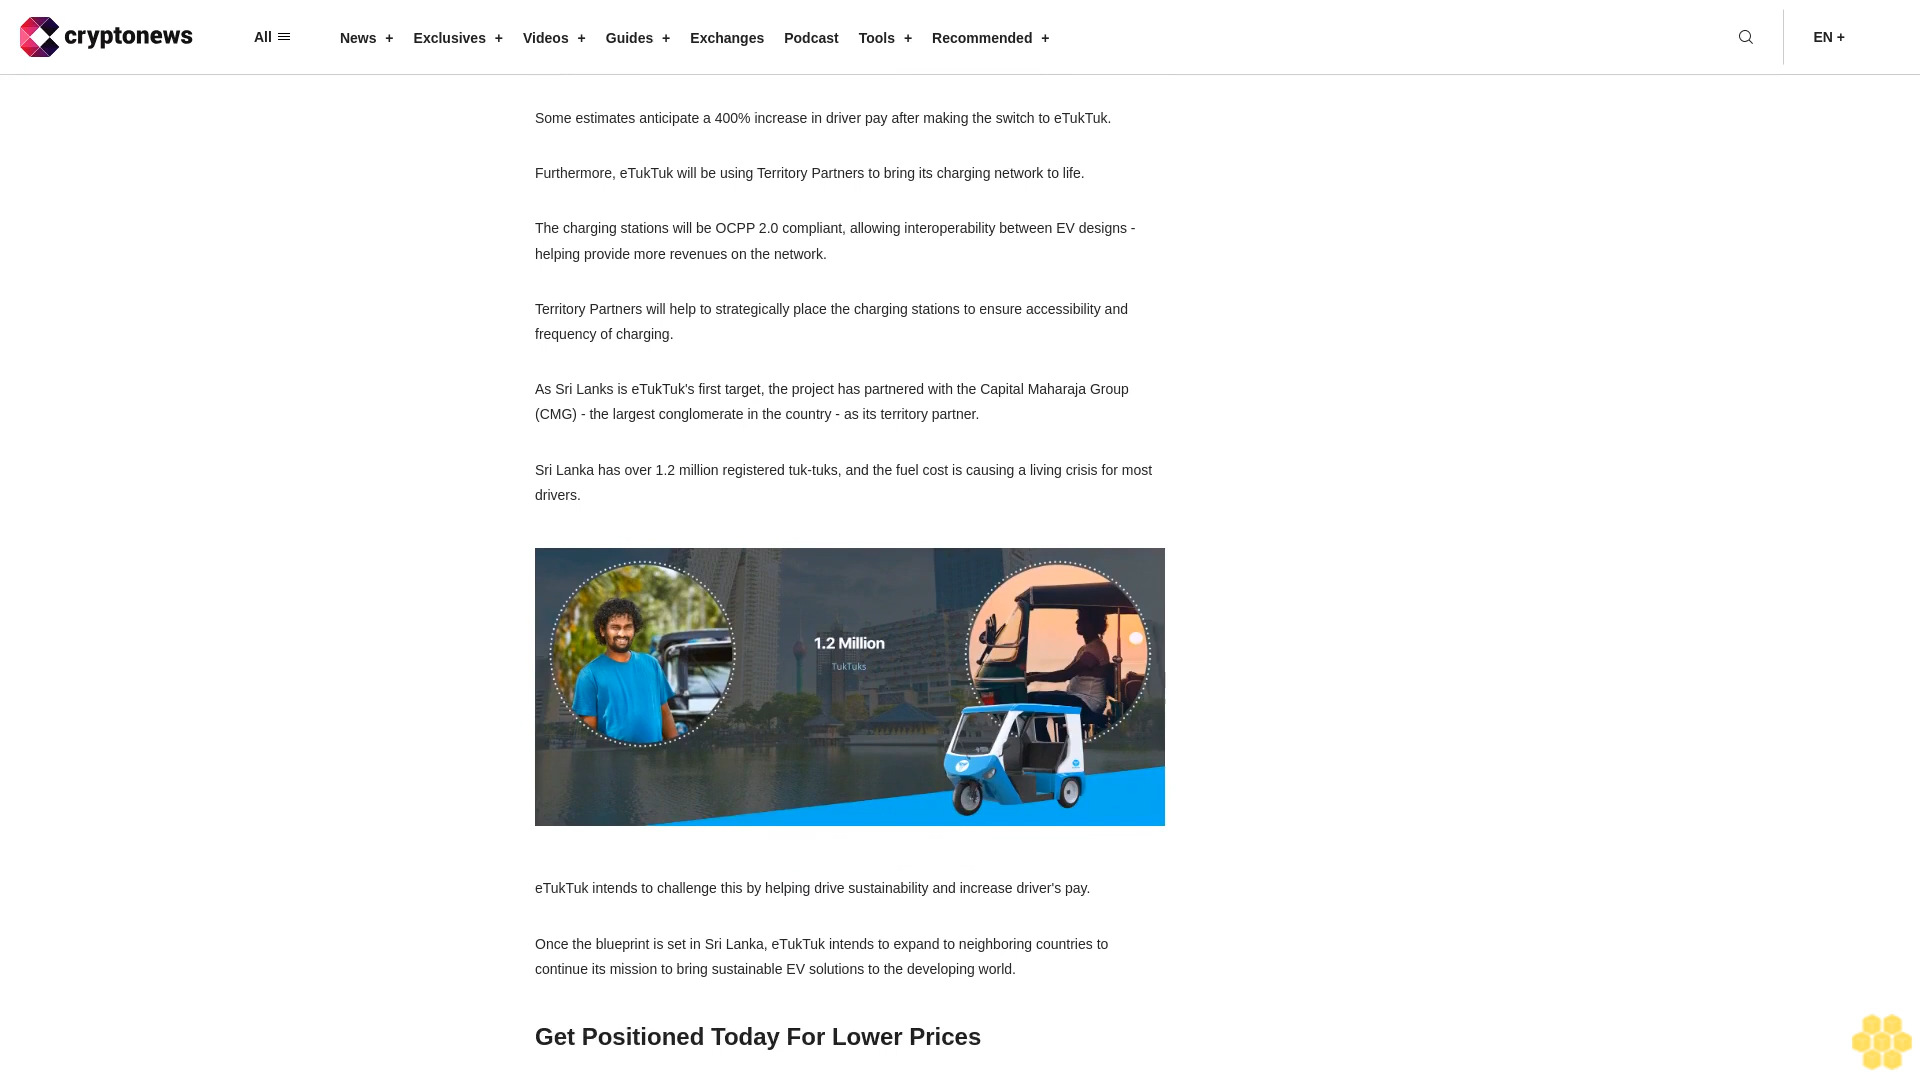 cryptonews
All
News +
Exclusives +
Videos +
Guides +
Exchanges
Podcast
Tools +
Recommended +
EN +
Some estimates anticipate a 400% increase in driver pay after making the switch to eTukTuk.
Furthermore, eTukTuk will be using Territory Partners to bring its charging network to life.
The charging stations will be OCPP 2.0 compliant, allowing interoperability between EV designs -
helping provide more revenues on the network.
Territory Partners will help to strategically place the charging stations to ensure accessibility and
frequency of charging.
As Sri Lanks is eTukTuk's first target, the project has partnered with the Capital Maharaja Group
(CMG) - the largest conglomerate in the country - as its territory partner.
Sri Lanka has over 1.2 million registered tuk-tuks, and the fuel cost is causing a living crisis for most
drivers.
1.2 Million
TukTuks
eTukTuk intends to challenge this by helping drive sustainability and increase driver's pay.
Once the blueprint is set in Sri Lanka, eTukTuk intends to expand to neighboring countries to
continue its mission to bring sustainable EV solutions to the developing world.
Get Positioned Today For Lower Prices